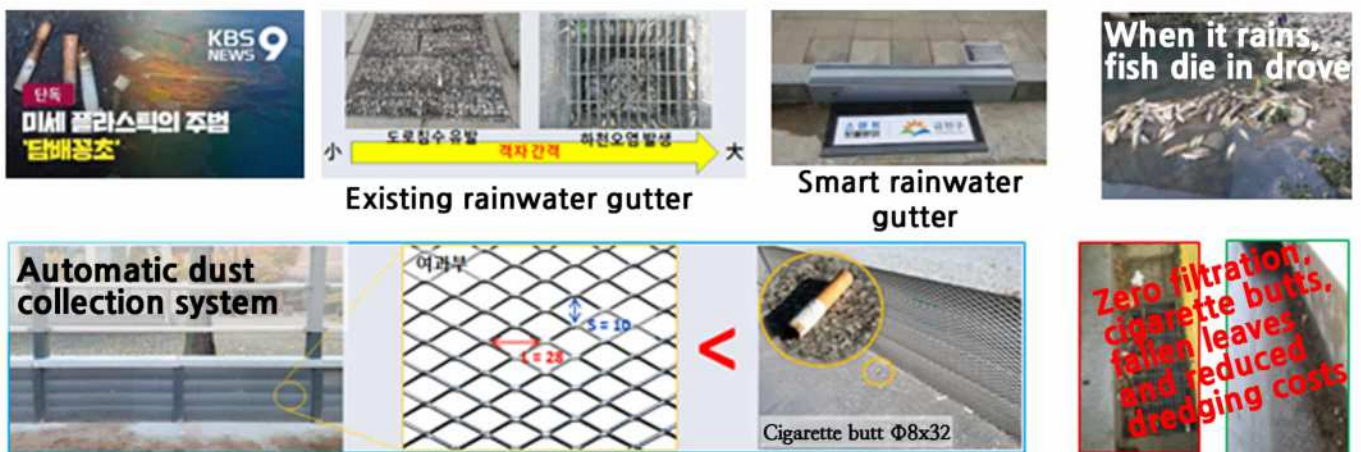 KBS
NEWS 9
단독
미세 플라스틱의 주범
'담배꽁초'
도로침수 유발
하천오염 발생
小
격자 간격
大
Existing rainwater gutter
Smart rainwater
gutter
When it rains,
fish die in drove
Automatic dust
collection system
여과부
S = 10
L = 28
<
Cigarette butt Φ8x32
Zero filtration,
cigarette butts,
fallen leaves
and reduced
dredging costs